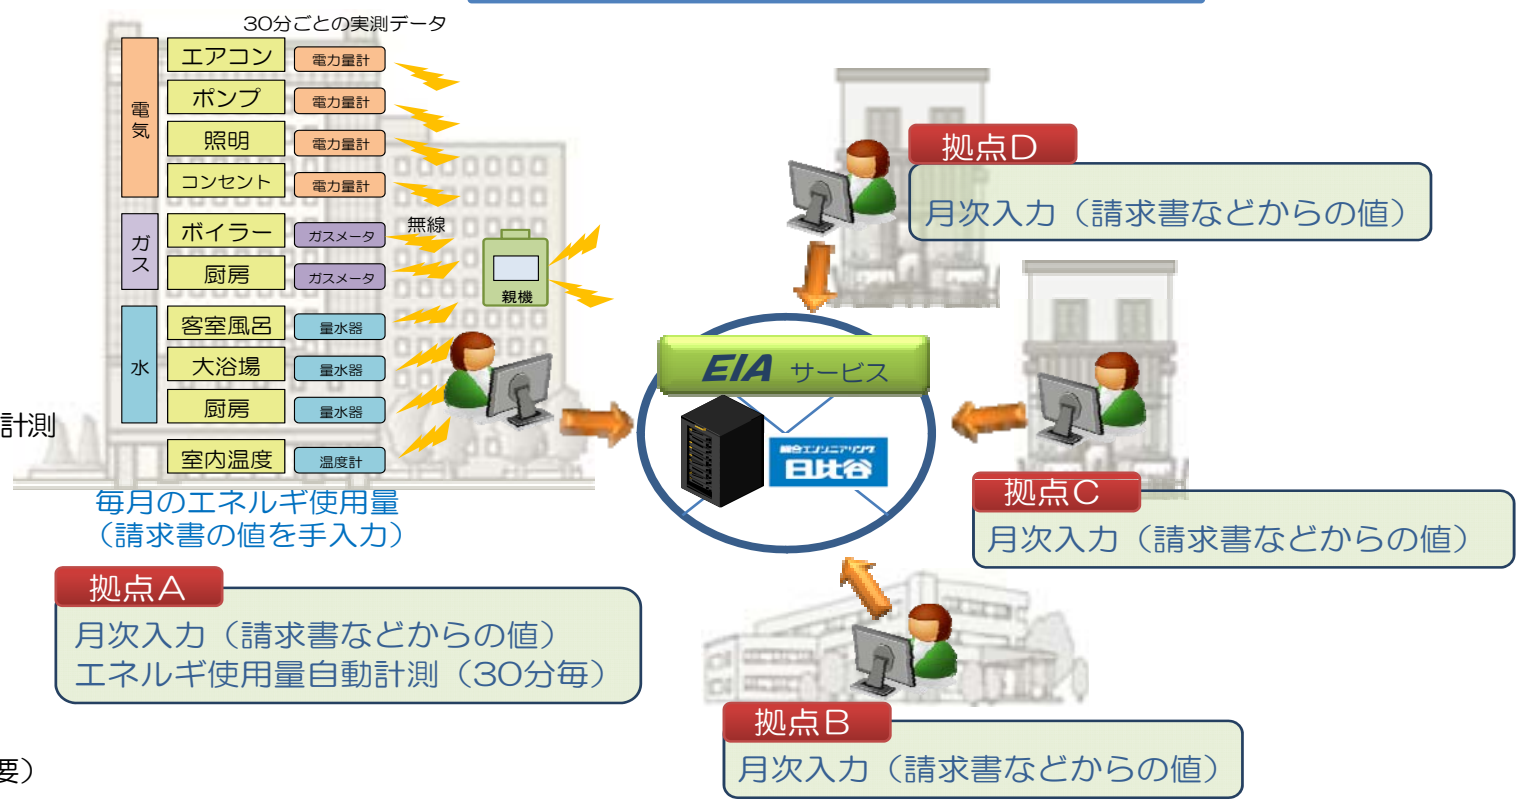 30分ごとの実測データ
電気
エアコン
電力量計
ポンプ
電力量計
照明
電力量計
コンセント
電力量計
ガス
ボイラー
ガスメータ
無線
厨房
ガスメータ
親機
水
客室風呂
量水器
大浴場
量水器
厨房
量水器
計測
室内温度
温度計
毎月のエネルギ使用量
（請求書の値を手入力）
拠点A
月次入力（請求書などからの値）
エネルギ使用量自動計測（30分毎）
要）
EIA サービス
総合エンジニアリング
日比谷
拠点D
月次入力（請求書などからの値）
拠点C
月次入力（請求書などからの値）
拠点B
月次入力（請求書などからの値）